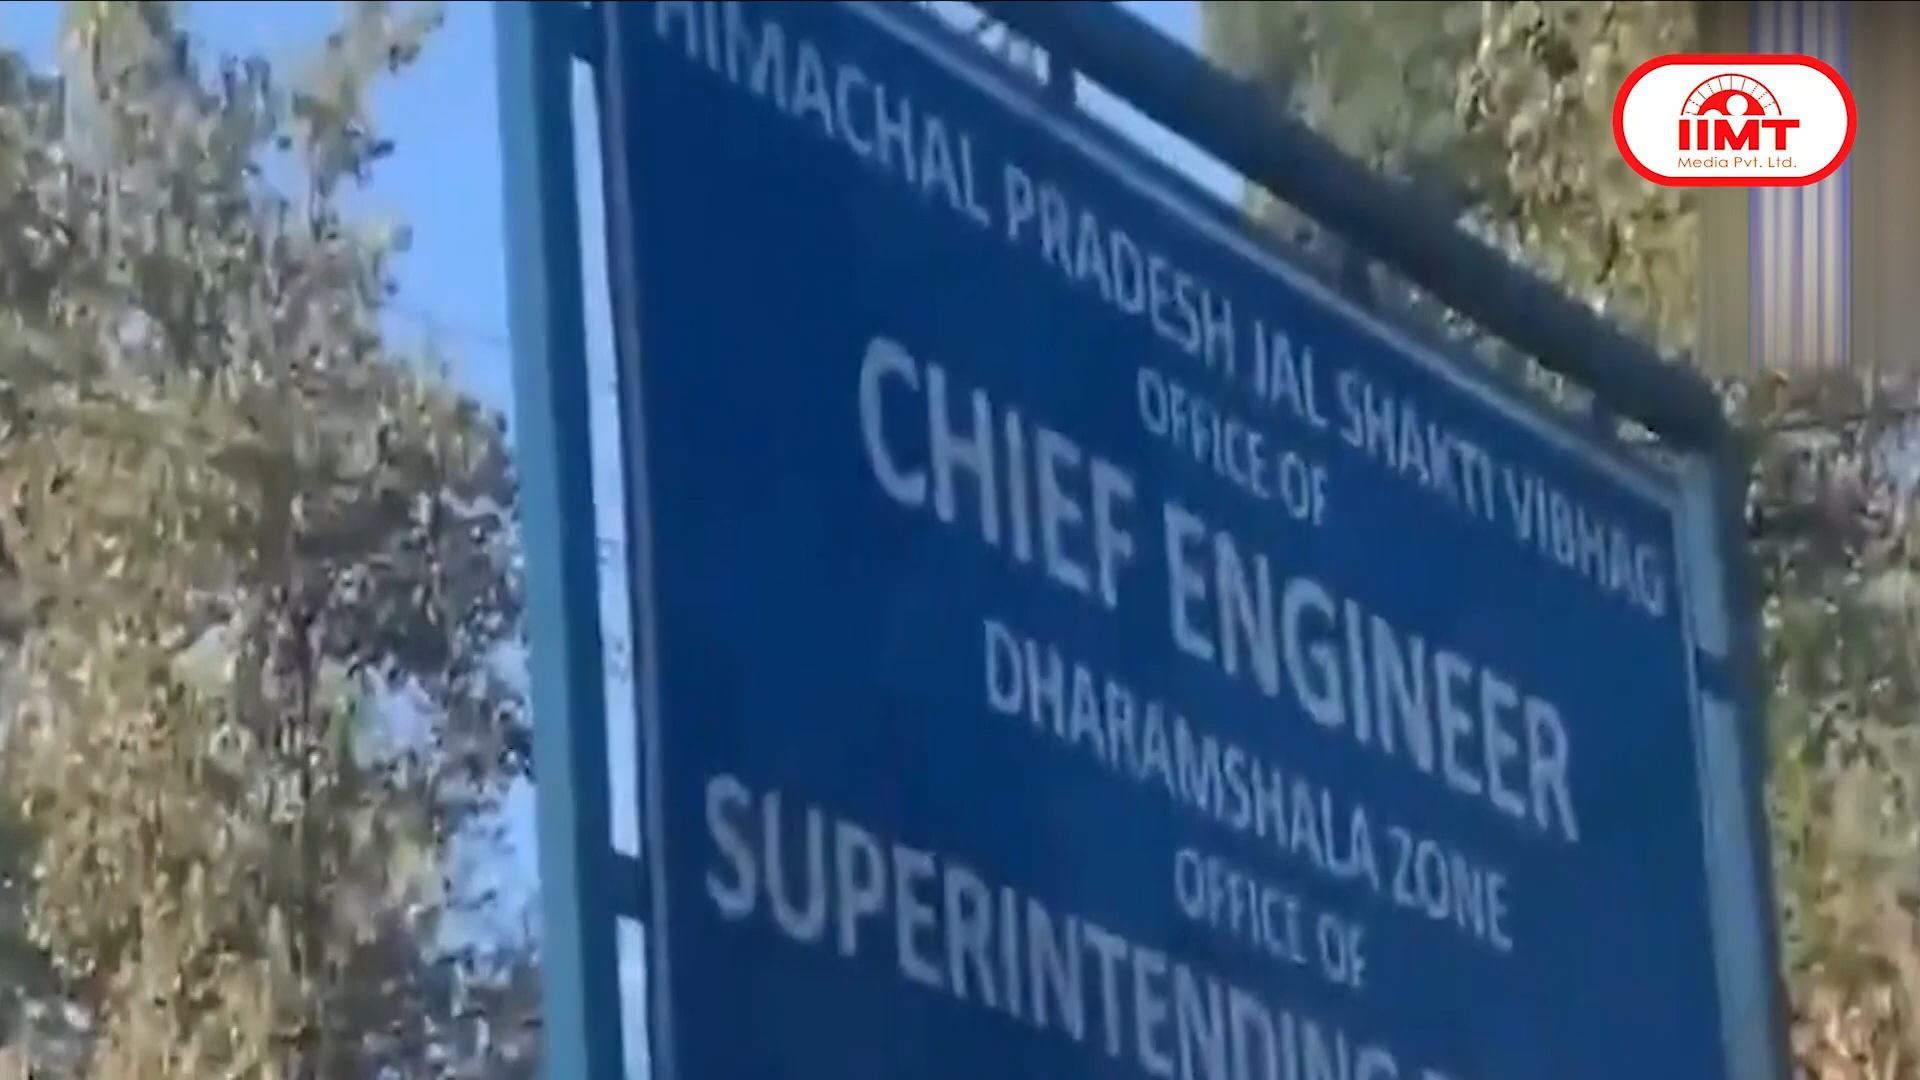 HIMACHAL PRADESH JAL SHAKTI VIBHAG
OFFICE OF
CHIEF ENGINEER
DHARAMSHALA ZONE
OFFICE OF
SUPERINTENDING
IIMT
Media Pvt. Ltd.